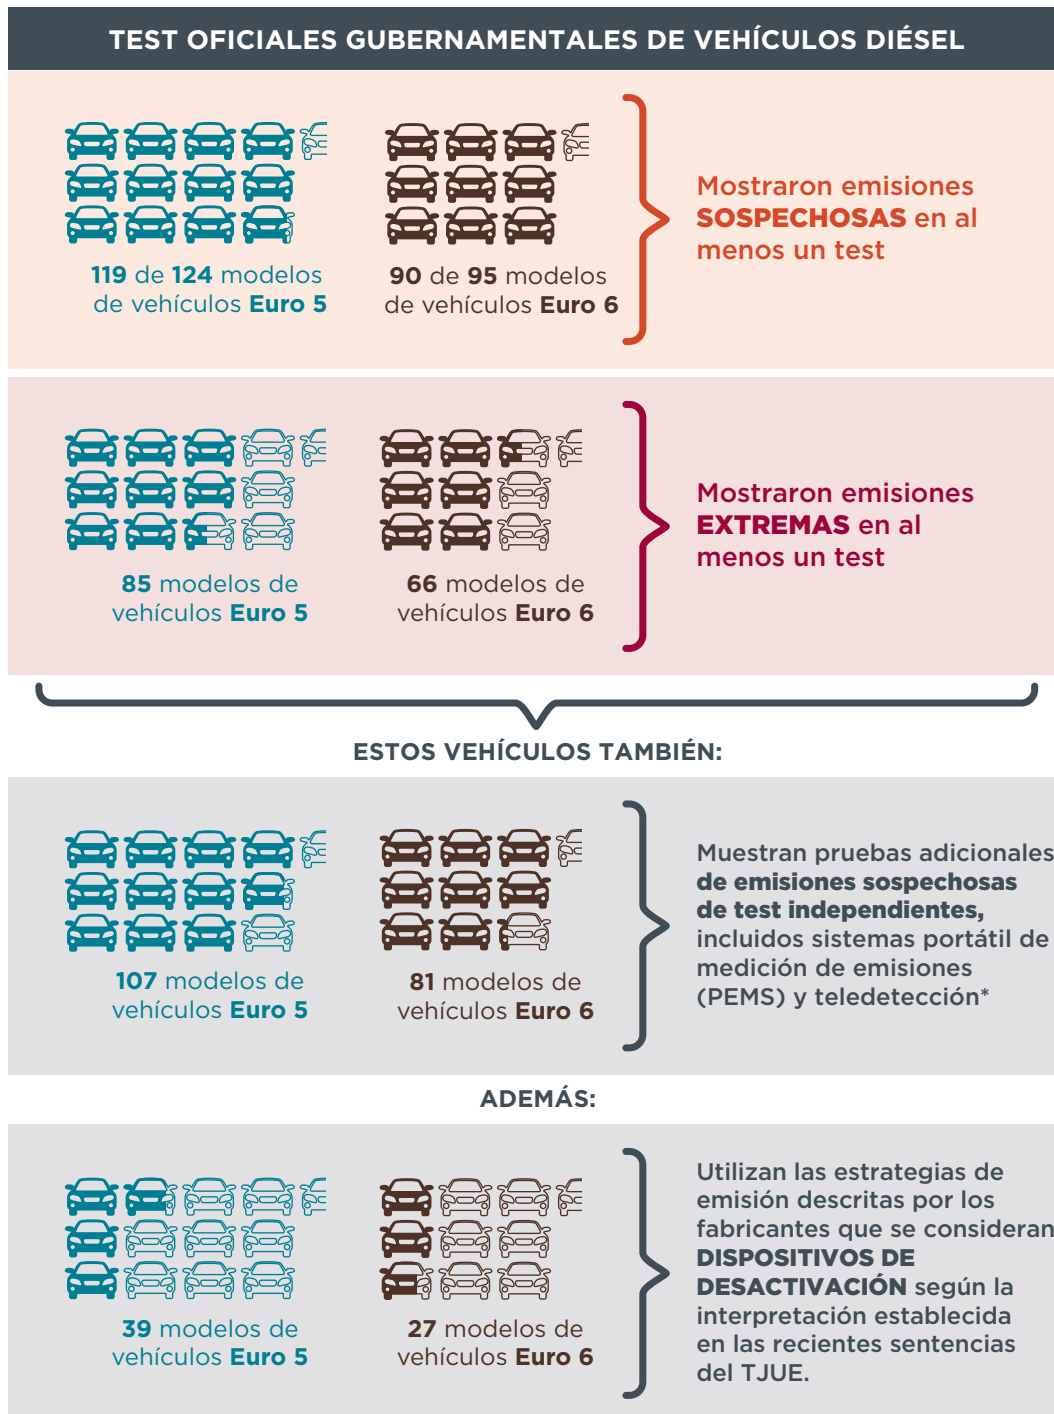 TEST OFICIALES GUBERNAMENTALES DE VEHÍCULOS DIÉSEL
119 de 124 modelos
de vehículos Euro 5
90 de 95 modelos
de vehículos Euro 6
Mostraron emisiones
SOSPECHOSAS en al
menos un test
85 modelos de
vehículos Euro 5
66 modelos de
vehículos Euro 6
Mostraron emisiones
EXTREMAS en al
menos un test
ESTOS VEHÍCULOS TAMBIÉN:
107 modelos de
vehículos Euro 5
81 modelos de
vehículos Euro 6
Muestran pruebas adicionales
de emisiones sospechosas
de test independientes,
incluidos sistemas portátil de
medición de emisiones
(PEMS) y teledetección*
ADEMÁS:
39 modelos de
vehículos Euro 5
27 modelos de
vehículos Euro 6
Utilizan las estrategias de
emisión descritas por los
fabricantes que se consideran
DISPOSITIVOS DE
DESACTIVACIÓN según la
interpretación establecida
en las recientes sentencias
del TJUE.